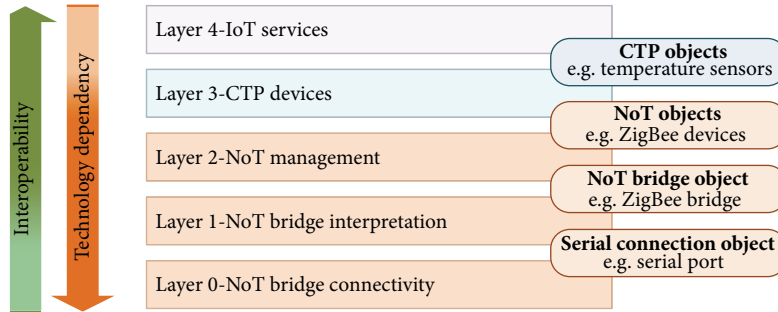 Interoperability
Technology dependency
Layer 4-IoT services
CTP objects
e.g. temperature sensors
Layer 3-CTP devices
NoT objects
e.g. ZigBee devices
Layer 2-NoT management
NoT bridge object
e.g. ZigBee bridge
Layer 1-NoT bridge interpretation
Serial connection object
e.g. serial port
Layer 0-NoT bridge connectivity